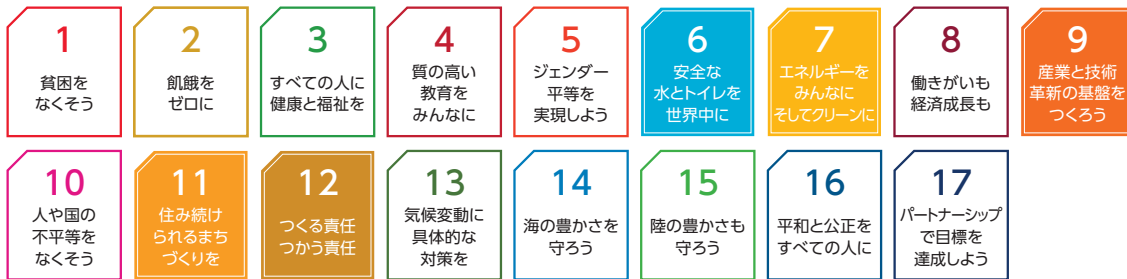 1
貧困を
なくそう
2
飢餓を
ゼロに
3
すべての人に
健康と福祉を
4
質の高い
教育を
みんなに
5
ジェンダー
平等を
実現しよう
6
安全な
水とトイレを
世界中に
7
エネルギーを
みんなに
そしてクリーンに
8
働きがいも
経済成長も
9
産業と技術
革新の基盤を
つくろう
10
人や国の
不平等を
なくそう
11
住み続け
られるまち
づくりを
12
つくる責任
つかう責任
13
気候変動に
具体的な
対策を
14
海の豊かさを
守ろう
15
陸の豊かさも
守ろう
16
平和と公正を
すべての人に
17
パートナーシップ
で目標を
達成しよう